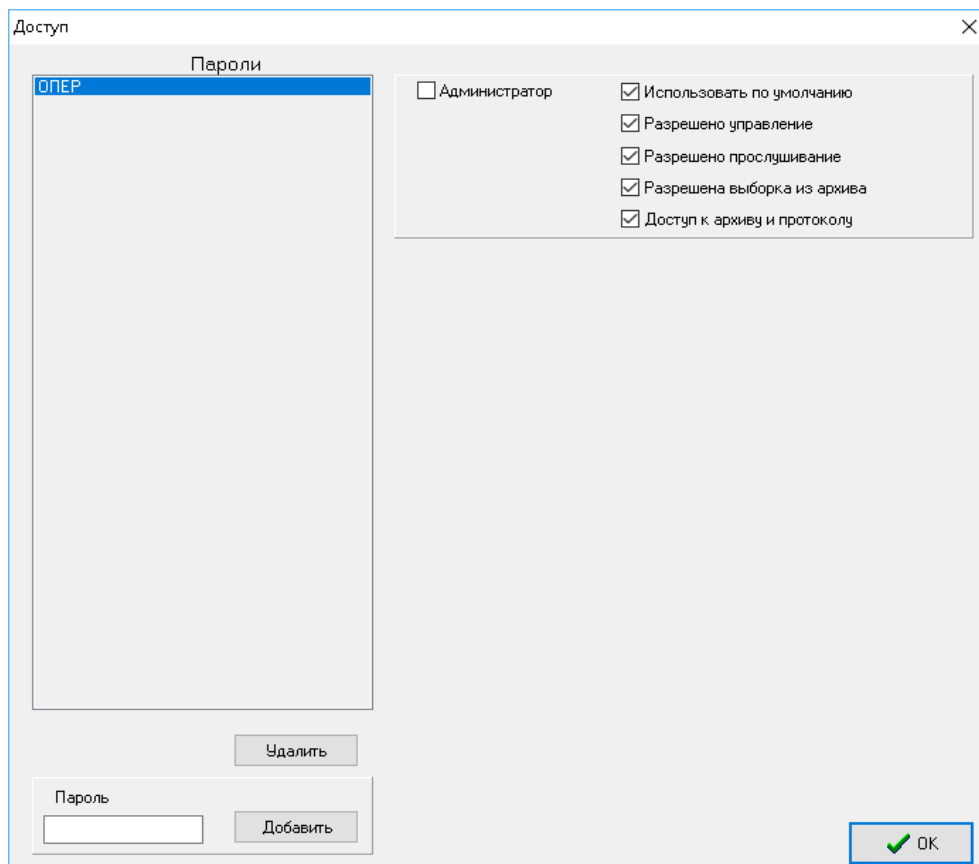 Доступ
Пароли
ОПЕР
Администратор
Использовать по умолчанию
Разрешено управление
Разрешено прослушивание
Разрешена выборка из архива
Доступ к архиву и протоколу
Удалить
Пароль
Добавить
OK